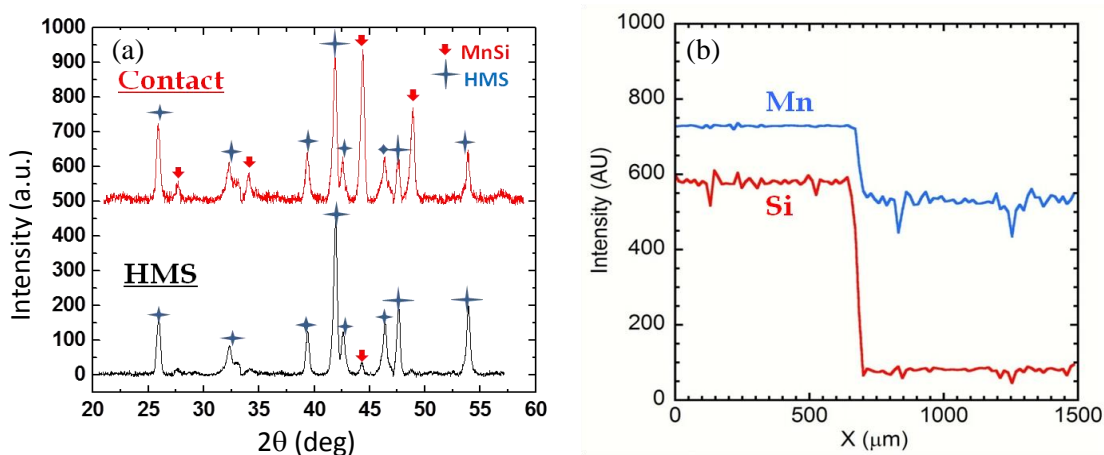 (a)
MnSi
HMS
Contact
HMS
Intensity (a.u.)
1000
900
800
700
600
500
400
300
200
100
0
20 25 30 35 40 45 50 55 60
2θ (deg)
(b)
Mn
Si
Intensity (AU)
1000
800
600
400
200
0
0 500 1000 1500
X (μm)